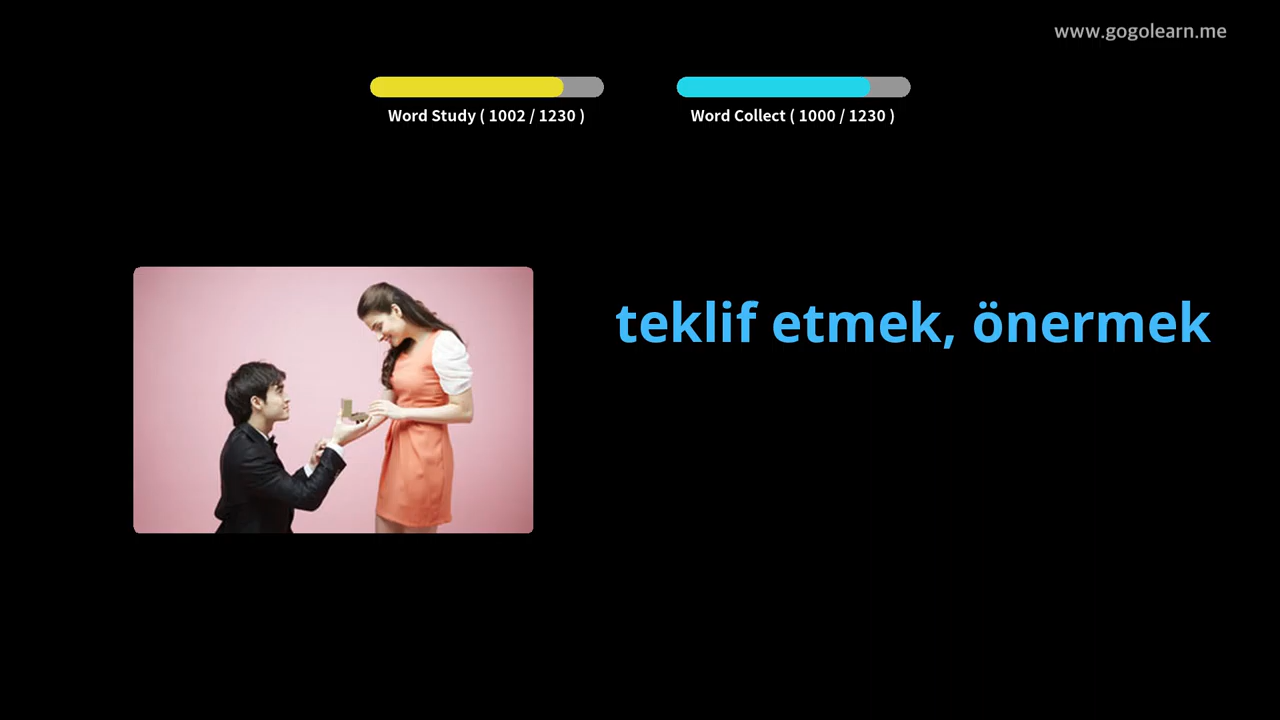 www.gogolearn.me
Word Study ( 1002 / 1230 )
Word Collect ( 1000 / 1230 )
teklif etmek, önermek